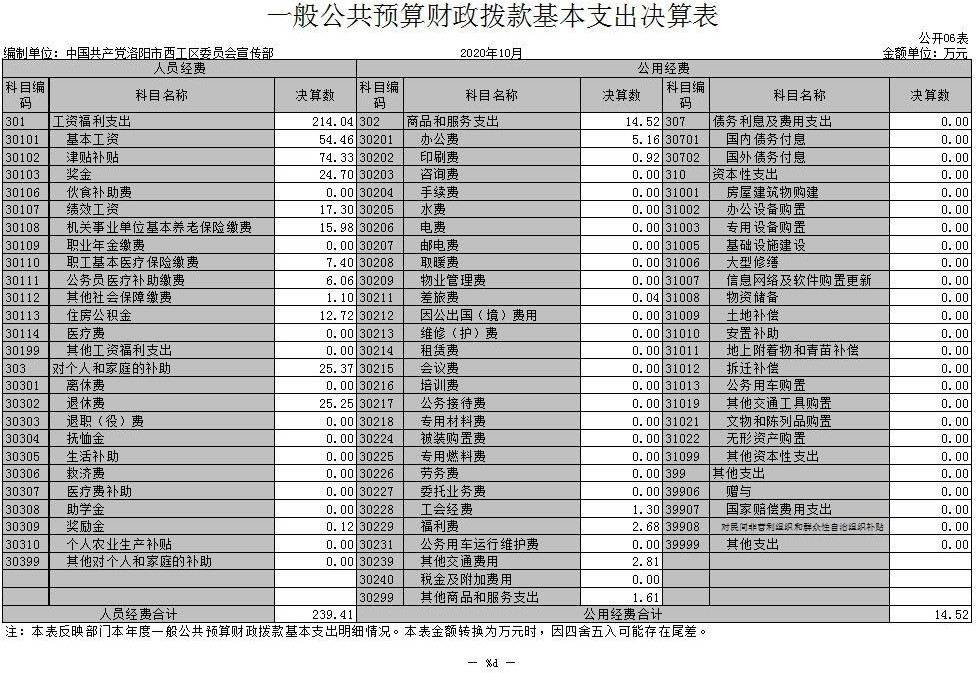 一般公共预算财政拨款基本支出决算表
公开06表
编制单位：中国共产党洛阳市西工区委员会宣传部 2020年10月 金额单位：万元
人员经费 公用经费
科目编码 科目名称 决算数 科目编码 科目名称 决算数 科目编码 科目名称 决算数
301 工资福利支出 214.04 302 商品和服务支出 14.52 307 债务利息及费用支出 0.00
30101 基本工资 54.46 30201 办公费 5.16 30701 国内债务付息 0.00
30102 津贴补贴 74.33 30202 印刷费 0.92 30702 国外债务付息 0.00
30103 奖金 24.70 30203 咨询费 0.00 310 资本性支出 0.00
30106 伙食补助费 0.00 30204 手续费 0.00 31001 房屋建筑物购建 0.00
30107 绩效工资 17.30 30205 水费 0.00 31002 办公设备购置 0.00
30108 机关事业单位基本养老保险缴费 15.98 30206 电费 0.00 31003 专用设备购置 0.00
30109 职业年金缴费 0.00 30207 邮电费 0.00 31005 基础设施建设 0.00
30110 职工基本医疗保险缴费 7.40 30208 取暖费 0.00 31006 大型修缮 0.00
30111 公务员医疗补助缴费 6.06 30209 物业管理费 0.00 31007 信息网络及软件购置更新 0.00
30112 其他社会保障缴费 1.10 30211 差旅费 0.04 31008 物资储备 0.00
30113 住房公积金 12.72 30212 因公出国（境）费用 0.00 31009 土地补偿 0.00
30114 医疗费 0.00 30213 维修（护）费 0.00 31010 安置补助 0.00
30199 其他工资福利支出 0.00 30214 租赁费 0.00 31011 地上附着物和青苗补偿 0.00
303 对个人和家庭的补助 25.37 30215 会议费 0.00 31012 拆迁补偿 0.00
30301 离休费 0.00 30216 培训费 0.00 31013 公务用车购置 0.00
30302 退休费 25.25 30217 公务接待费 0.00 31019 其他交通工具购置 0.00
30303 退职（役）费 0.00 30218 专用材料费 0.00 31021 文物和陈列品购置 0.00
30304 抚恤金 0.00 30224 被装购置费 0.00 31022 无形资产购置 0.00
30305 生活补助 0.00 30225 专用燃料费 0.00 31099 其他资本性支出 0.00
30306 救济费 0.00 30226 劳务费 0.00 399 其他支出 0.00
30307 医疗费补助 0.00 30227 委托业务费 0.00 39906 赠与 0.00
30308 助学金 0.00 30228 工会经费 1.30 39907 国家赔偿费用支出 0.00
30309 奖励金 0.12 30229 福利费 2.68 39908 对民间非营利组织和群众性自治组织补贴 0.00
30310 个人农业生产补贴 0.00 30231 公务用车运行维护费 0.00 39999 其他支出 0.00
30399 其他对个人和家庭的补助 0.00 30239 其他交通费用 2.81
30240 税金及附加费用 0.00
30299 其他商品和服务支出 1.61
人员经费合计 239.41 公用经费合计 14.52
注：本表反映部门本年度一般公共预算财政拨款基本支出明细情况。本表金额转换为万元时，因四舍五入可能存在尾差。
— %d —